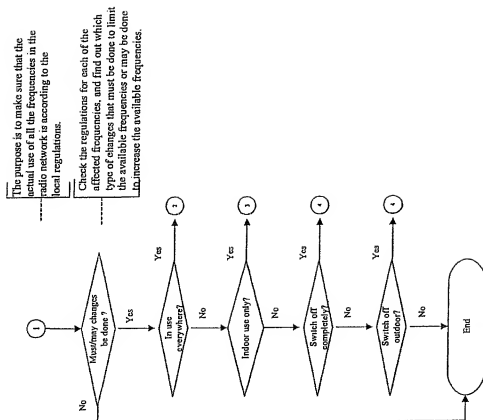 The purpose is to make sure that the
actual use of all the frequencies in the
radio network is according to the
local regulations.
Check the regulations for each of the
affected frequencies, and find out which
type of changes that must be done to limit
the available frequencies or may be done
to increase the available frequencies.
1
Must/may changes
be done ?
No
Yes
In use
everywhere?
Yes
2
No
Indoor use only?
Yes
3
No
Switch off
completely?
Yes
4
No
Switch off
outdoor?
Yes
No
End